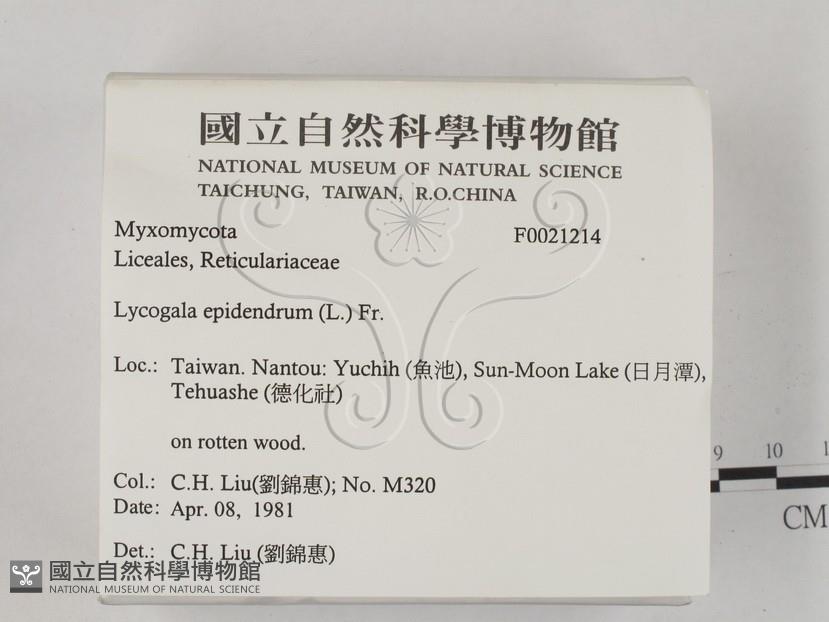 國立自然科學博物館
NATIONAL MUSEUM OF NATURAL SCIENCE
TAICHUNG, TAIWAN, R.O.CHINA
Myxomycota F0021214
Liceales, Reticulariaceae
Lycogala epidendrum (L.) Fr.
Loc.: Taiwan. Nantou: Yuchih (魚池), Sun-Moon Lake (日月潭),
Tehuashe (德化社)
on rotten wood.
Col.: C.H. Liu(劉錦惠); No. M320
Date: Apr. 08, 1981
Det.: C.H. Liu (劉錦惠)
國立自然科學博物館
NATIONAL MUSEUM OF NATURAL SCIENCE
9 10 1
CM